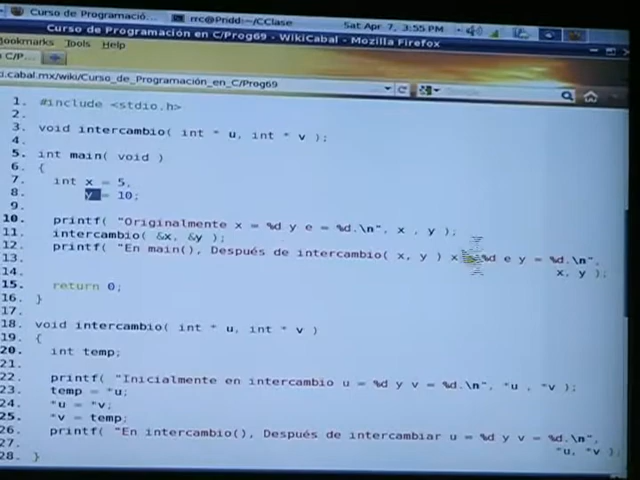 Curso de Programació... rrc@Pridd:~/CClase Sat Apr 7, 3:55 PM
Curso de Programación en C/Prog69 - WikiCabal - Mozilla Firefox
Bookmarks Tools Help
C/P...
i.cabal.mx/wiki/Curso_de_Programación_en_C/Prog69
1. #include <stdio.h>
2.
3. void intercambio( int * u, int * v );
4.
5. int main( void )
6. {
7. int x = 5,
8. y = 10;
9.
10. printf( "Originalmente x = %d y e = %d.\n", x , y );
11. intercambio( &x, &y );
12. printf( "En main(), Después de intercambio( x, y ) x = %d e y = %d.\n",
13. x, y );
14.
15. return 0;
16. }
17.
18. void intercambio( int * u, int * v )
19. {
20. int temp;
21.
22. printf( "Inicialmente en intercambio u = %d y v = %d.\n", *u , *v );
23. temp = *u;
24. *u = *v;
25. *v = temp;
26. printf( "En intercambio(), Después de intercambiar u = %d y v = %d.\n",
27. *u, *v );
28. }